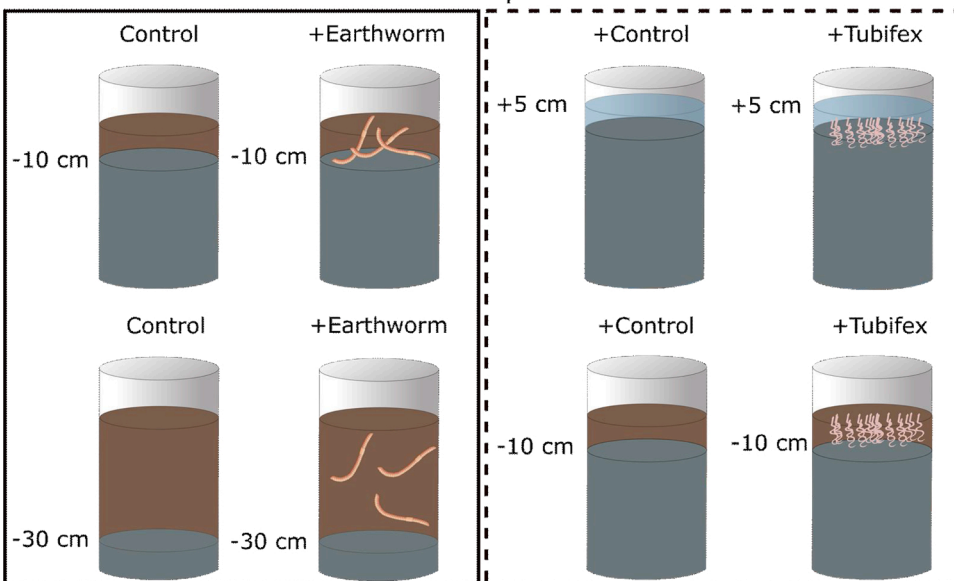 Control
+Earthworm
-10 cm
-10 cm
Control
+Earthworm
-30 cm
-30 cm
+Control
+Tubifex
+5 cm
+5 cm
+Control
+Tubifex
-10 cm
-10 cm